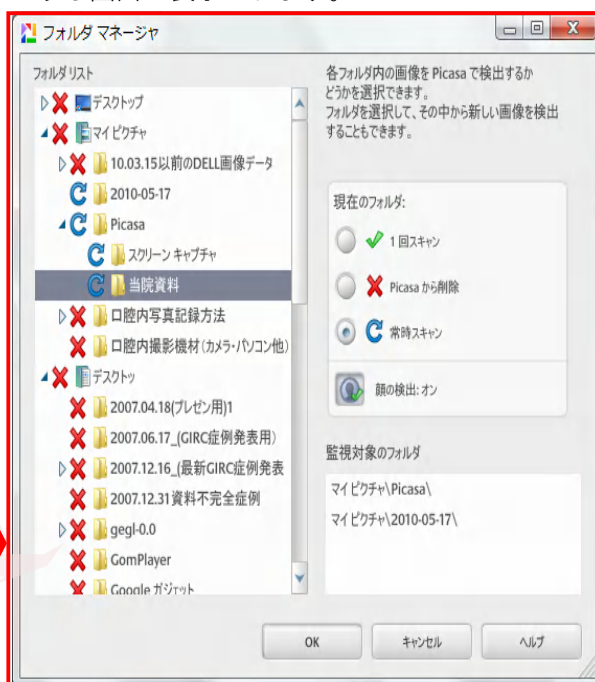 フォルダ マネージャ
フォルダリスト
デスクトップ
マイ ピクチャ
10.03.15以前のDELL画像データ
2010-05-17
Picasa
スクリーン キャプチャ
当院資料
口腔内写真記録方法
口腔内撮影機材(カメラ・パソコン他)
デスクトッ
2007.04.18(プレゼン用)1
2007.06.17_(GIRC症例発表用)
2007.12.16_(最新GIRC症例発表
2007.12.31資料不完全症例
gegl-0.0
GomPlayer
Google ガジェット
各フォルダ内の画像を Picasa で検出するか
どうかを選択できます。
フォルダを選択して、その中から新しい画像を検出
することもできます。
現在のフォルダ:
1 回スキャン
Picasa から削除
常時スキャン
顔の検出: オン
監視対象のフォルダ
マイ ピクチャ\Picasa\
マイ ピクチャ\2010-05-17\
OK
キャンセル
ヘルプ